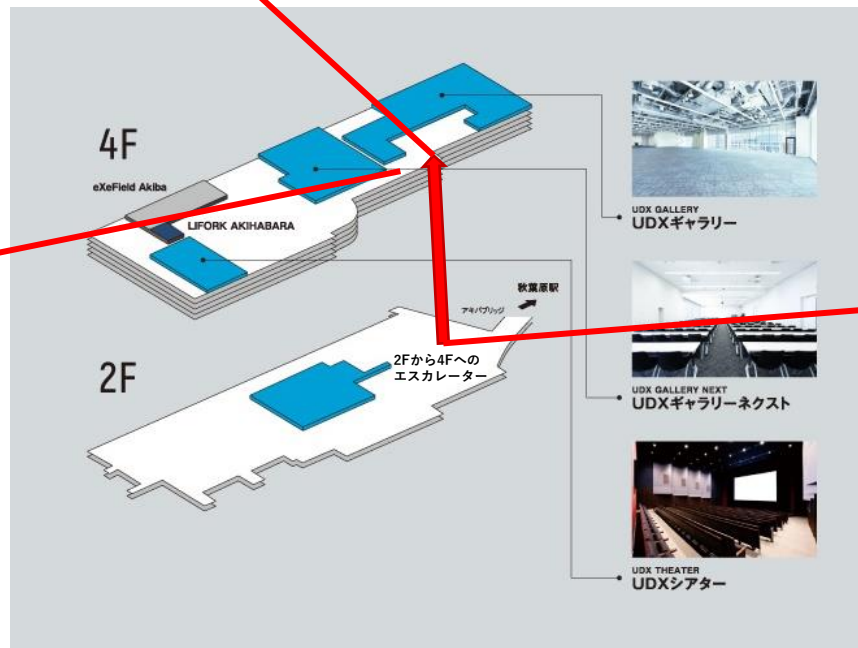 4F
eXeField Akiba
LIFORK AKIHABARA
UDX GALLERY
UDXギャラリー
秋葉原駅
アキバブリッジ
2F
2Fから4Fへの
エスカレーター
UDX GALLERY NEXT
UDXギャラリーネクスト
UDX THEATER
UDXシアター